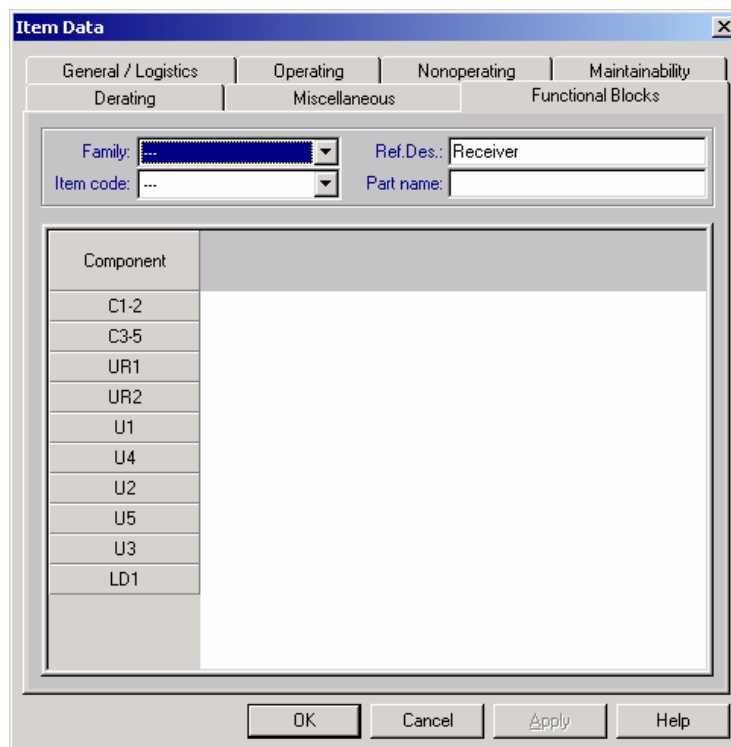 Item Data
General / Logistics Operating Nonoperating Maintainability
Derating Miscellaneous Functional Blocks
Family: --- Ref.Des.: Receiver
Item code: --- Part name:
Component
C1-2
C3-5
UR1
UR2
U1
U4
U2
U5
U3
LD1
OK Cancel Apply Help